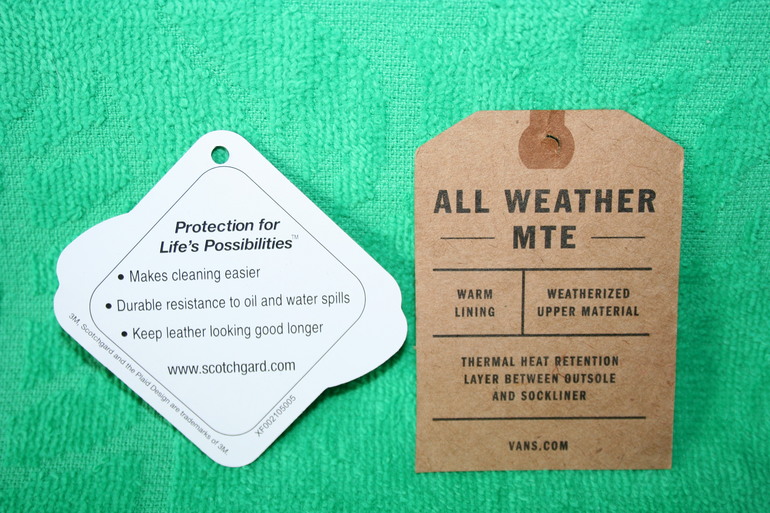 Protection for
Life's Possibilities™
• Makes cleaning easier
• Durable resistance to oil and water spills
• Keep leather looking good longer
www.scotchgard.com
3M, Scotchgard and the Plaid Design are trademarks of 3M.
XF002105005
ALL WEATHER
MTE
WARM
LINING
WEATHERIZED
UPPER MATERIAL
THERMAL HEAT RETENTION
LAYER BETWEEN OUTSOLE
AND SOCKLINER
VANS.COM